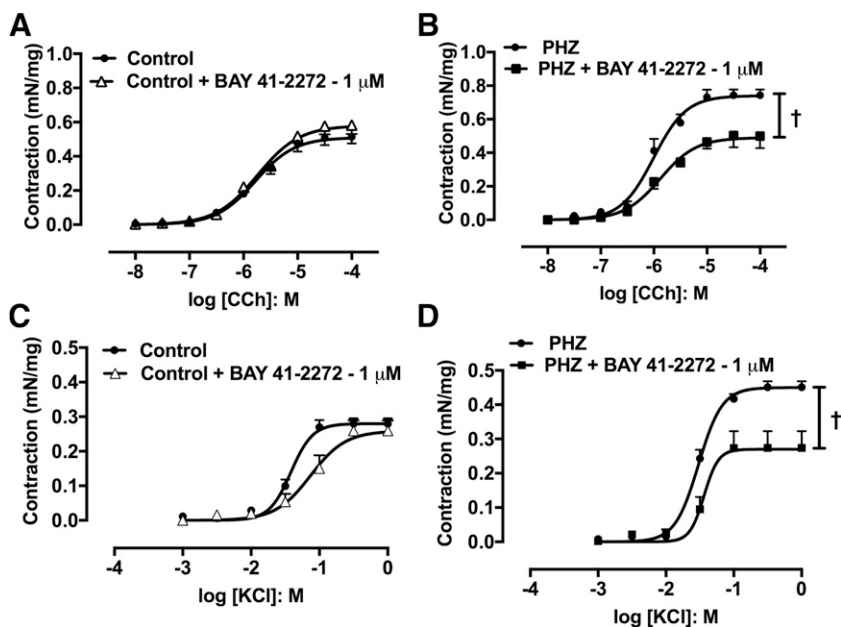 A
Control
Control + BAY 41-2272 - 1 μM
Contraction (mN/mg)
1.0
0.8
0.6
0.4
0.2
0.0
-8 -7 -6 -5 -4
log [CCh]: M
B
PHZ
PHZ + BAY 41-2272 - 1 μM
Contraction (mN/mg)
1.0
0.8
0.6
0.4
0.2
0.0
†
-8 -7 -6 -5 -4
log [CCh]: M
C
Control
Control + BAY 41-2272 - 1 μM
Contraction (mN/mg)
0.5
0.4
0.3
0.2
0.1
0.0
-4 -3 -2 -1 0
log [KCl]: M
D
PHZ
PHZ + BAY 41-2272 - 1 μM
Contraction (mN/mg)
0.5
0.4
0.3
0.2
0.1
0.0
†
-4 -3 -2 -1 0
log [KCl]: M